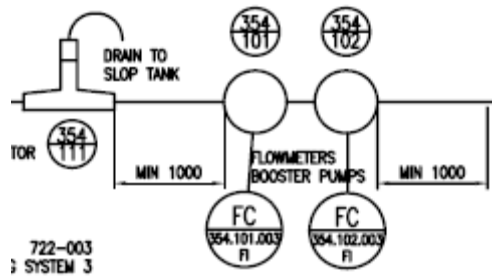 354
101
354
102
DRAIN TO
SLOP TANK
354
111
TOR
MIN 1000
FLOWMETERS
BOOSTER PUMPS
MIN 1000
FC
354.101.003
FI
FC
354.102.003
FI
722-003
SYSTEM 3